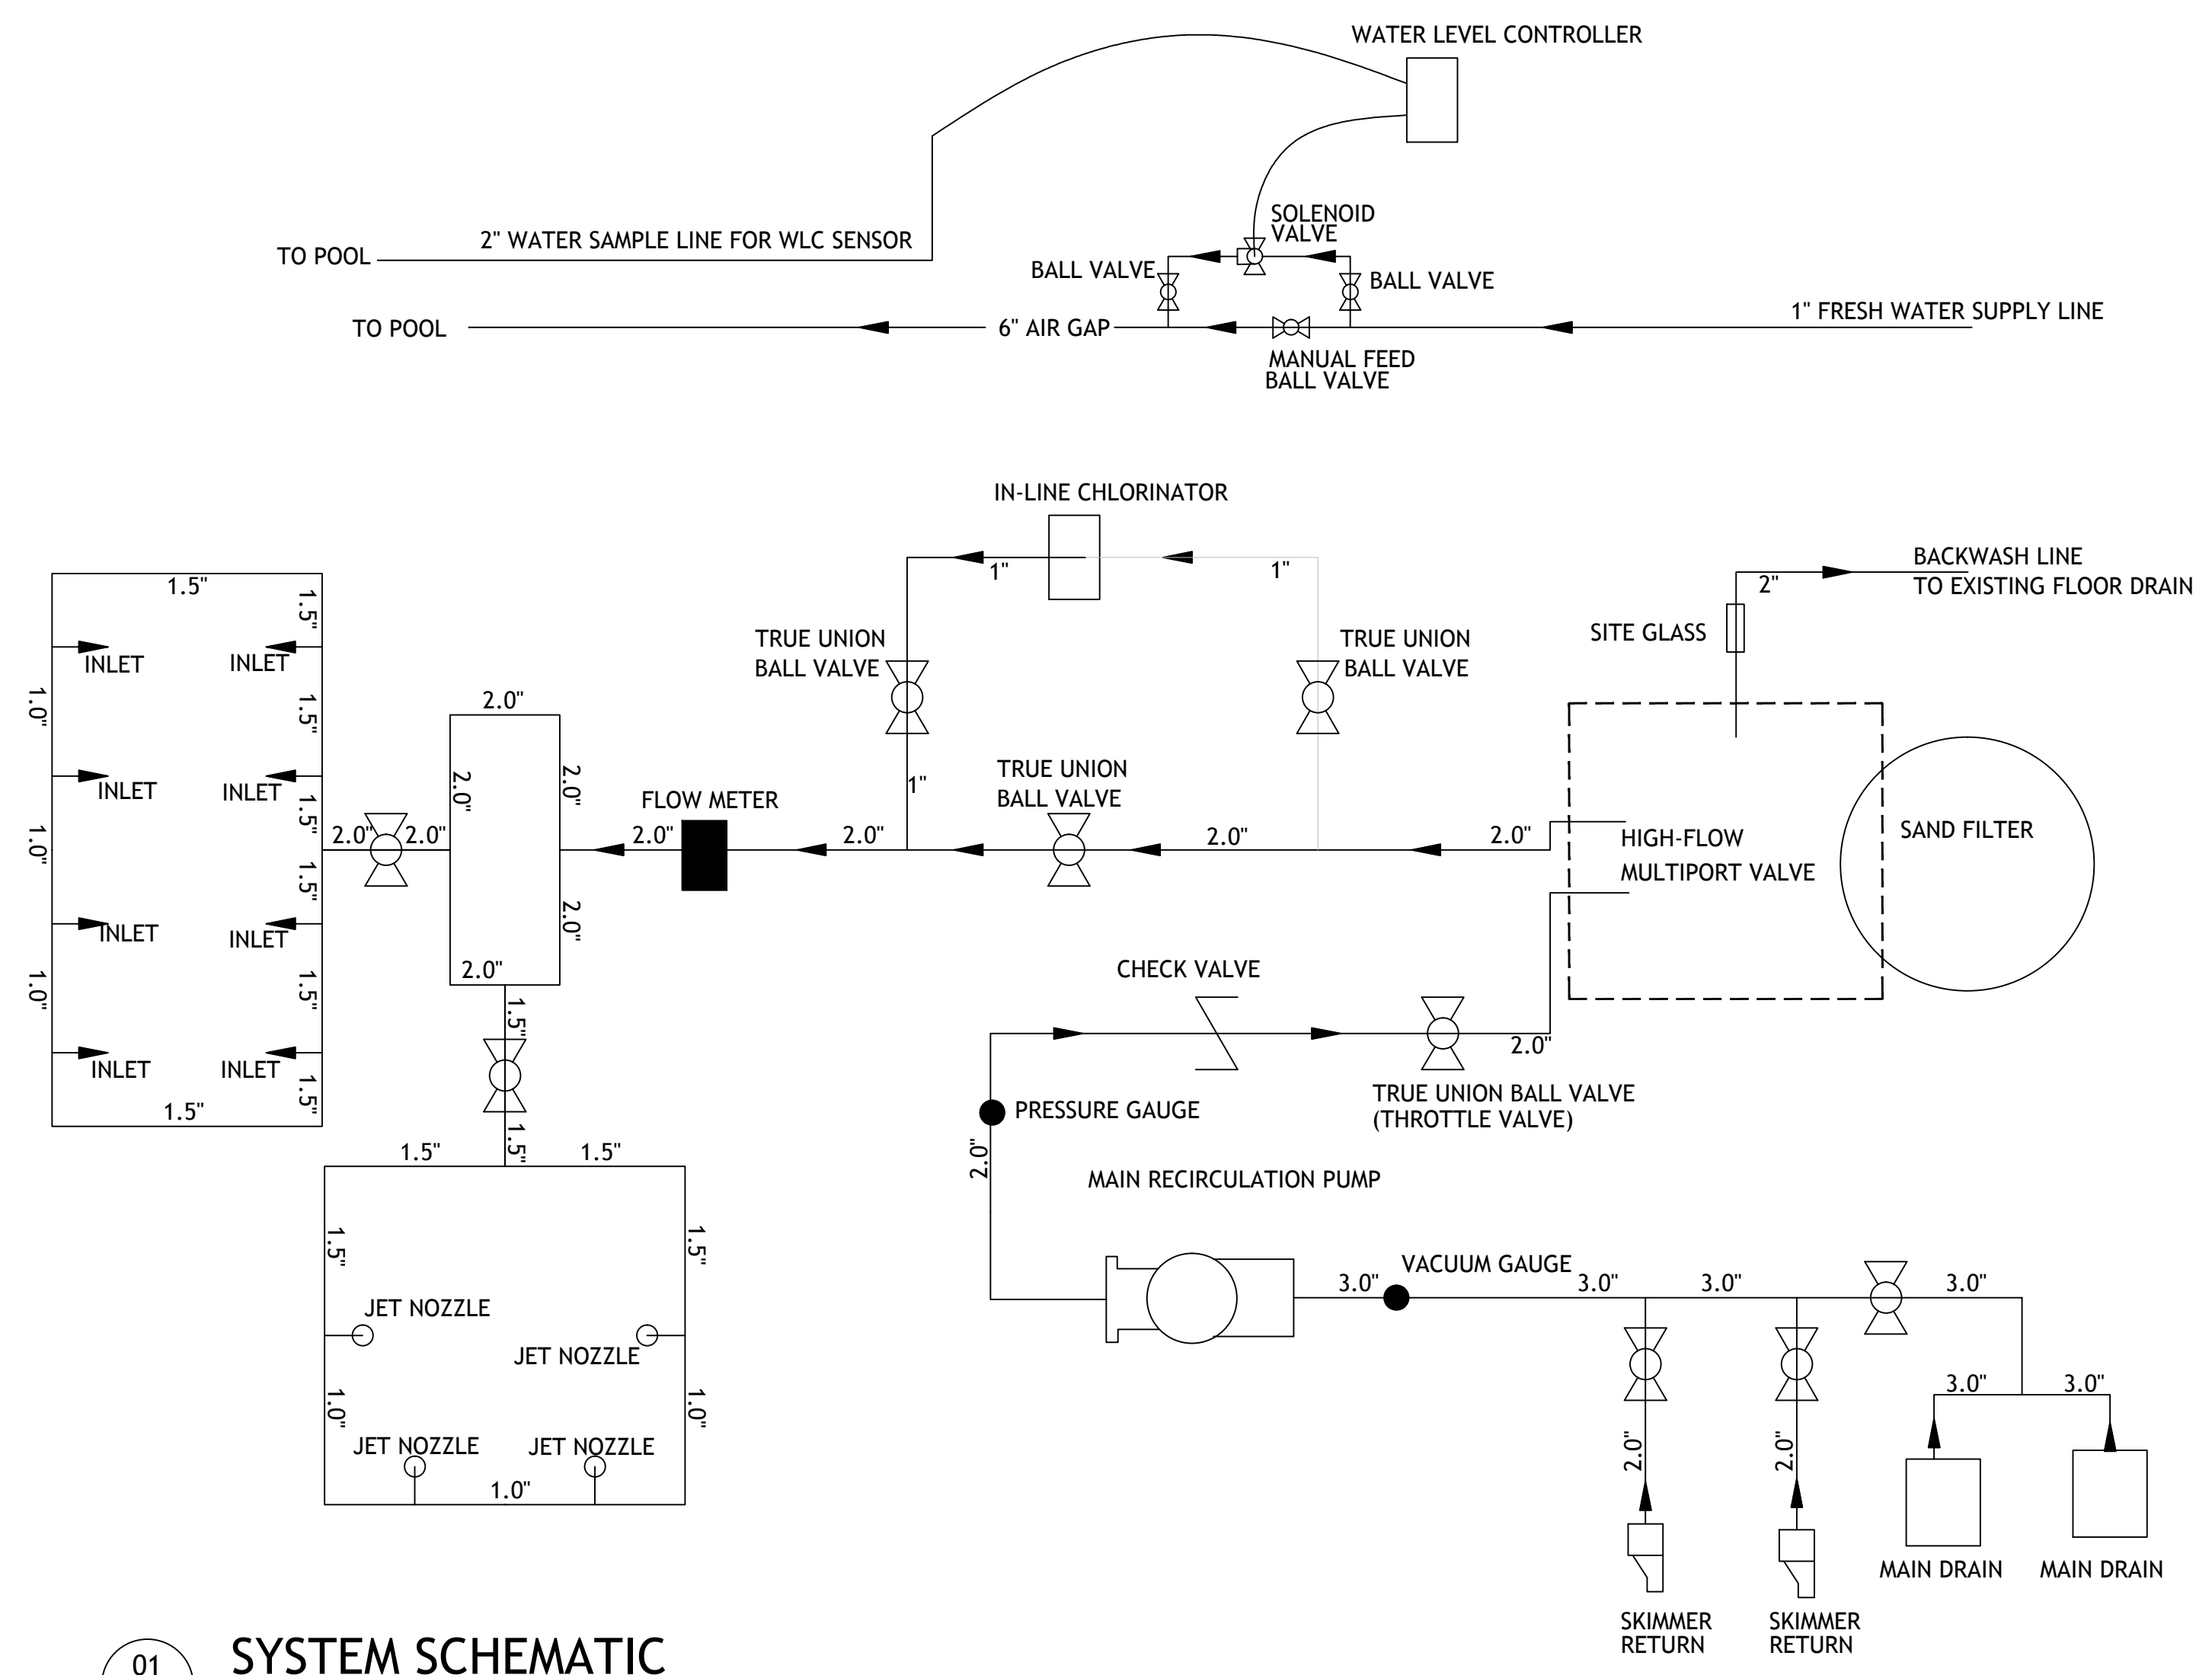 WATER LEVEL CONTROLLER
SOLENOID
VALVE
2" WATER SAMPLE LINE FOR WLC SENSOR
TO POOL
BALL VALVE
BALL VALVE
1" FRESH WATER SUPPLY LINE
TO POOL
6" AIR GAP
MANUAL FEED
BALL VALVE
IN-LINE CHLORINATOR
1"
1"
BACKWASH LINE
TO EXISTING FLOOR DRAIN
2"
SITE GLASS
TRUE UNION
BALL VALVE
TRUE UNION
BALL VALVE
1"
TRUE UNION
BALL VALVE
FLOW METER
2.0"
2.0"
2.0"
2.0"
HIGH-FLOW
MULTIPORT VALVE
SAND FILTER
1.5"
1.5"
INLET
INLET
1.0"
1.5"
INLET
INLET
1.5"
1.0"
1.5"
INLET
INLET
1.0"
1.5"
INLET
INLET
1.5"
1.5"
2.0"
2.0"
2.0"
2.0"
2.0"
2.0"
2.0"
1.5"
1.5"
1.5"
1.5"
1.5"
1.5"
JET NOZZLE
JET NOZZLE
1.0"
1.0"
JET NOZZLE
JET NOZZLE
1.0"
CHECK VALVE
2.0"
TRUE UNION BALL VALVE
(THROTTLE VALVE)
PRESSURE GAUGE
2.0"
MAIN RECIRCULATION PUMP
VACUUM GAUGE
3.0"
3.0"
3.0"
3.0"
3.0"
3.0"
2.0"
2.0"
MAIN DRAIN
MAIN DRAIN
SKIMMER
RETURN
SKIMMER
RETURN
01
SYSTEM SCHEMATIC